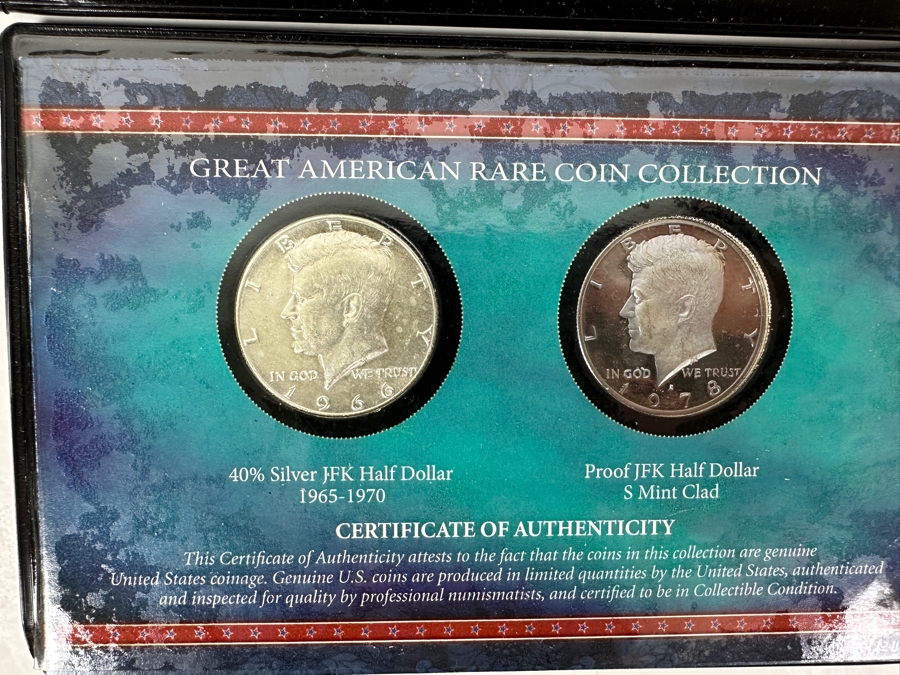 GREAT AMERICAN RARE COIN COLLECTION
LIBERTY
IN GOD WE TRUST
1966
LIBERTY
IN GOD WE TRUST
S
1978
40% Silver JFK Half Dollar
1965-1970
Proof JFK Half Dollar
S Mint Clad
CERTIFICATE OF AUTHENTICITY
This Certificate of Authenticity attests to the fact that the coins in this collection are genuine
United States coinage. Genuine U.S. coins are produced in limited quantities by the United States, authenticated
and inspected for quality by professional numismatists, and certified to be in Collectible Condition.